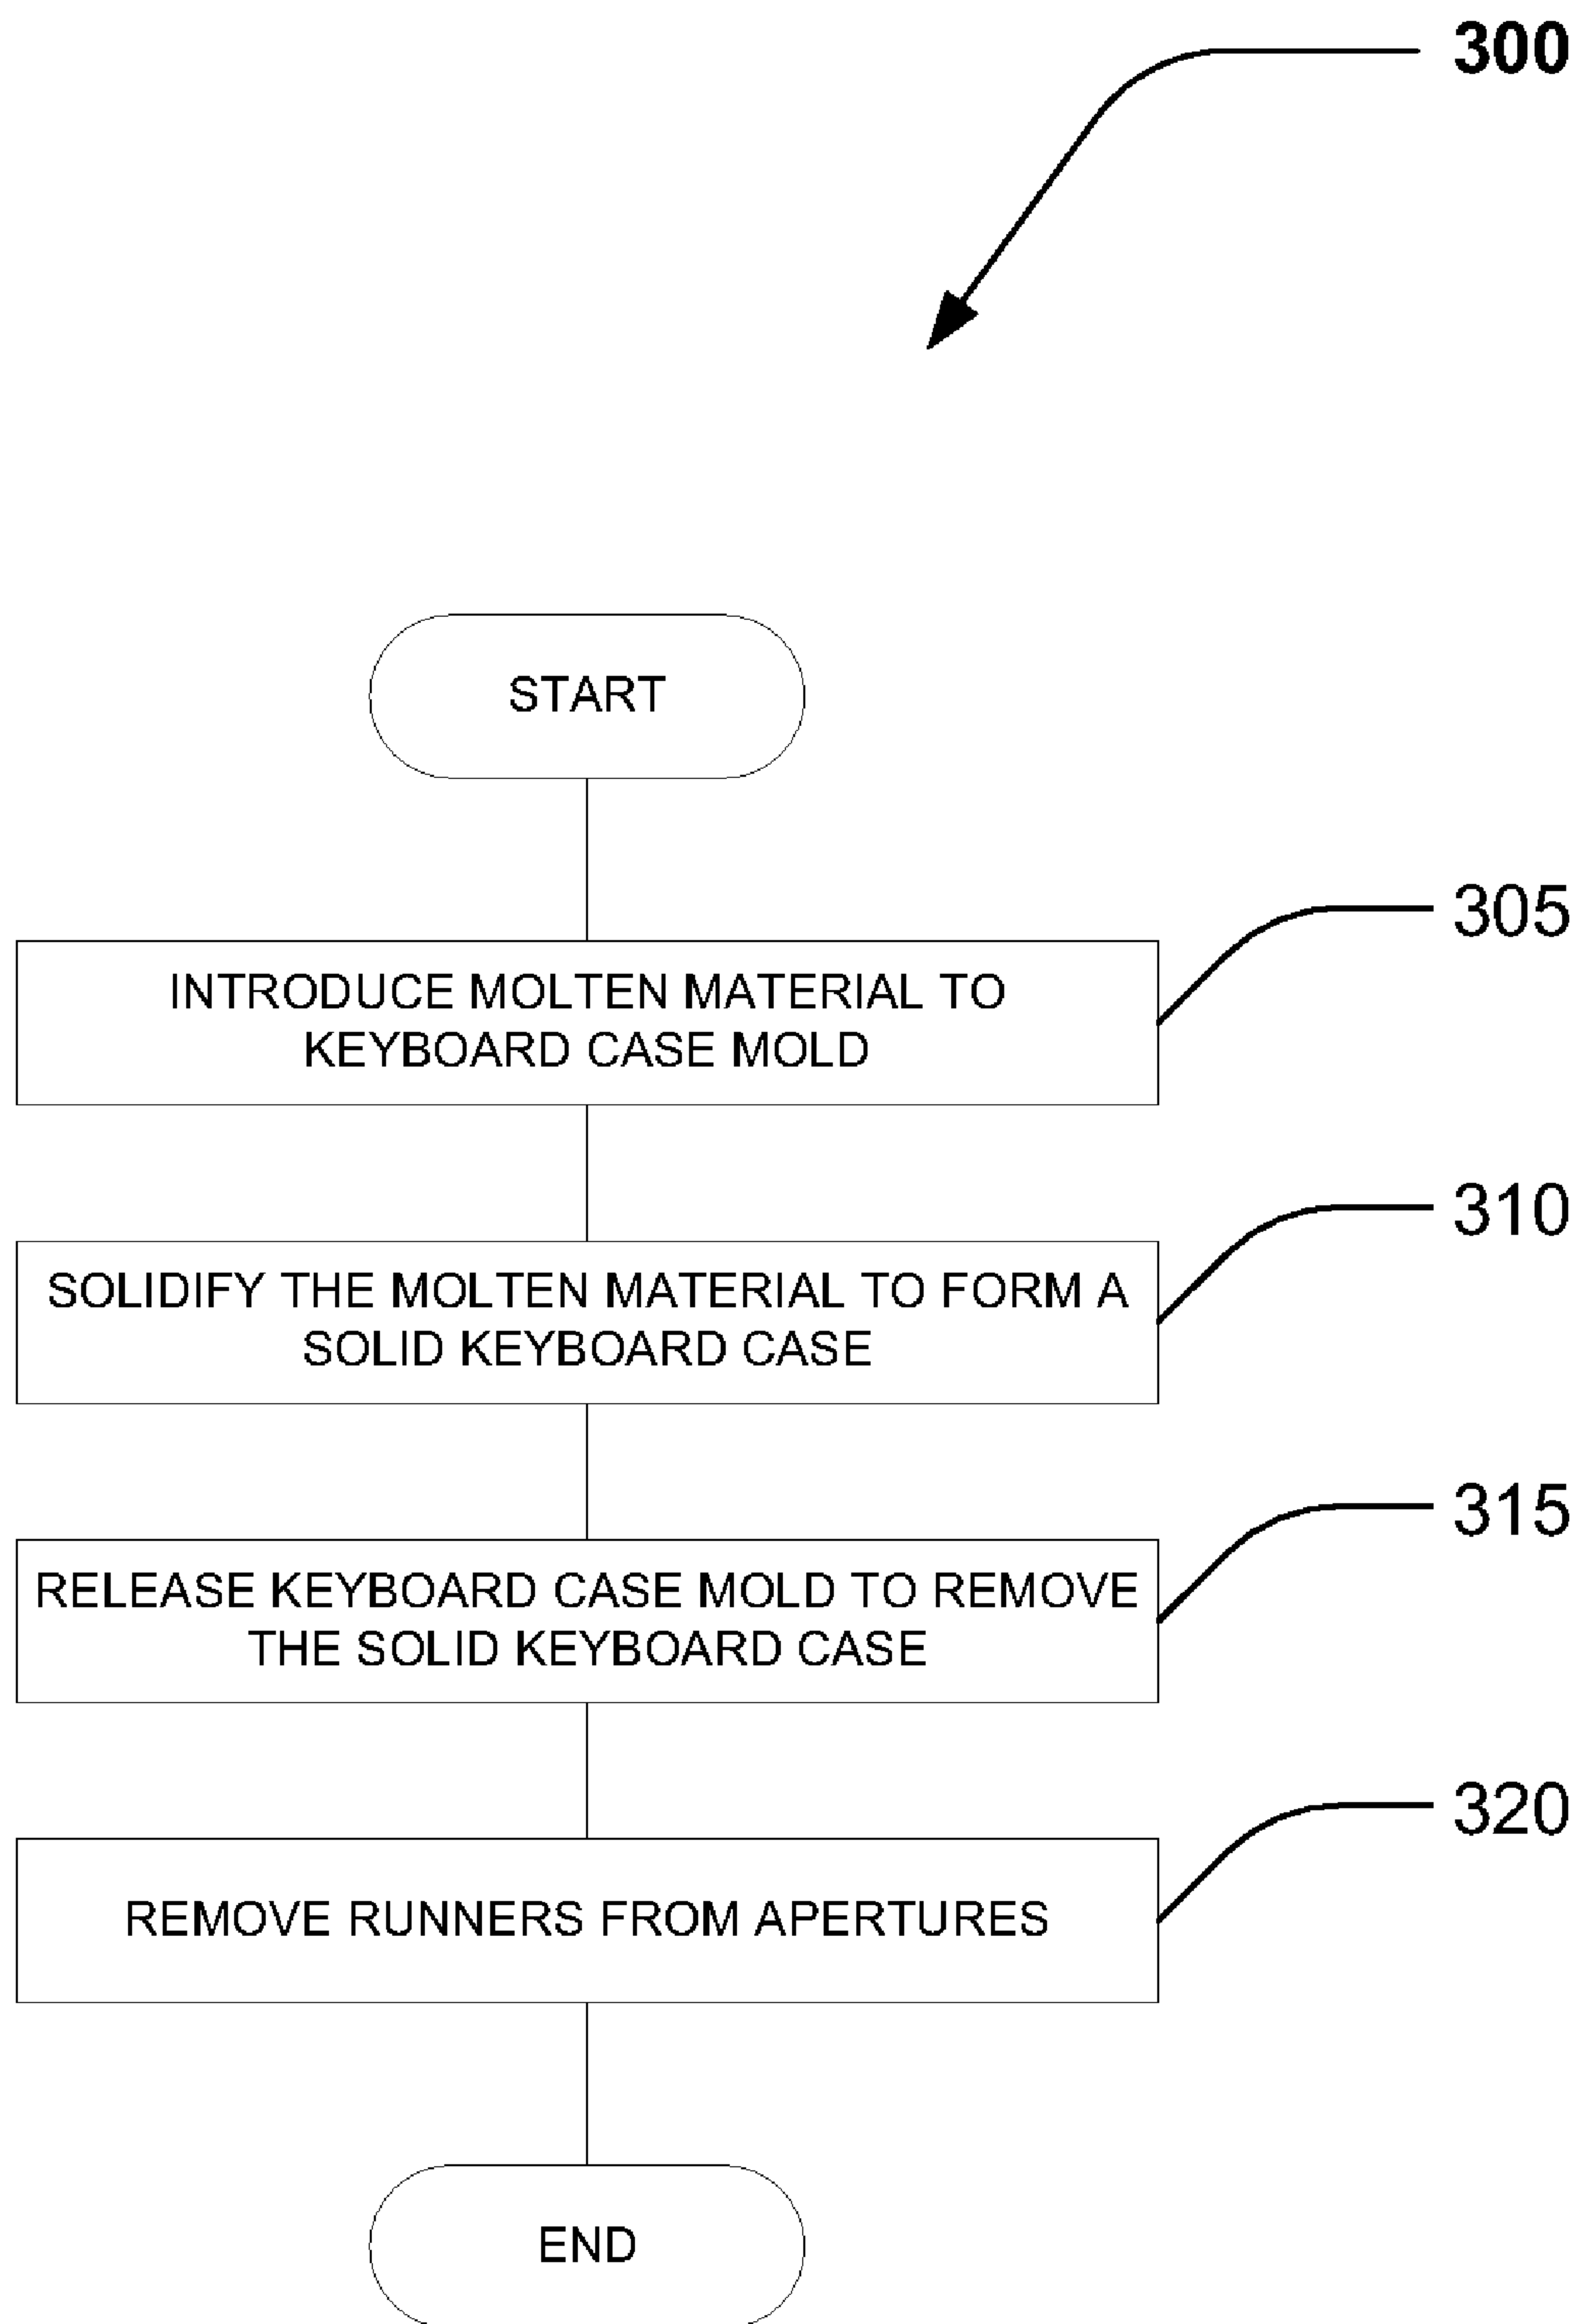 300
START
305
INTRODUCE MOLTEN MATERIAL TO
KEYBOARD CASE MOLD
310
SOLIDIFY THE MOLTEN MATERIAL TO FORM A
SOLID KEYBOARD CASE
315
RELEASE KEYBOARD CASE MOLD TO REMOVE
THE SOLID KEYBOARD CASE
320
REMOVE RUNNERS FROM APERTURES
END